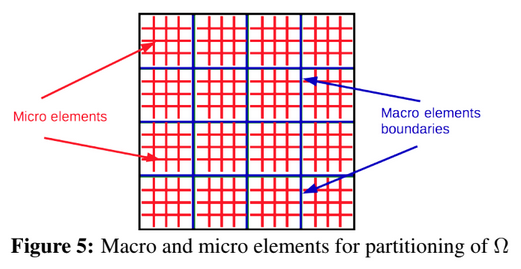 Micro elements
Macro elements
boundaries
Figure 5: Macro and micro elements for partitioning of Ω